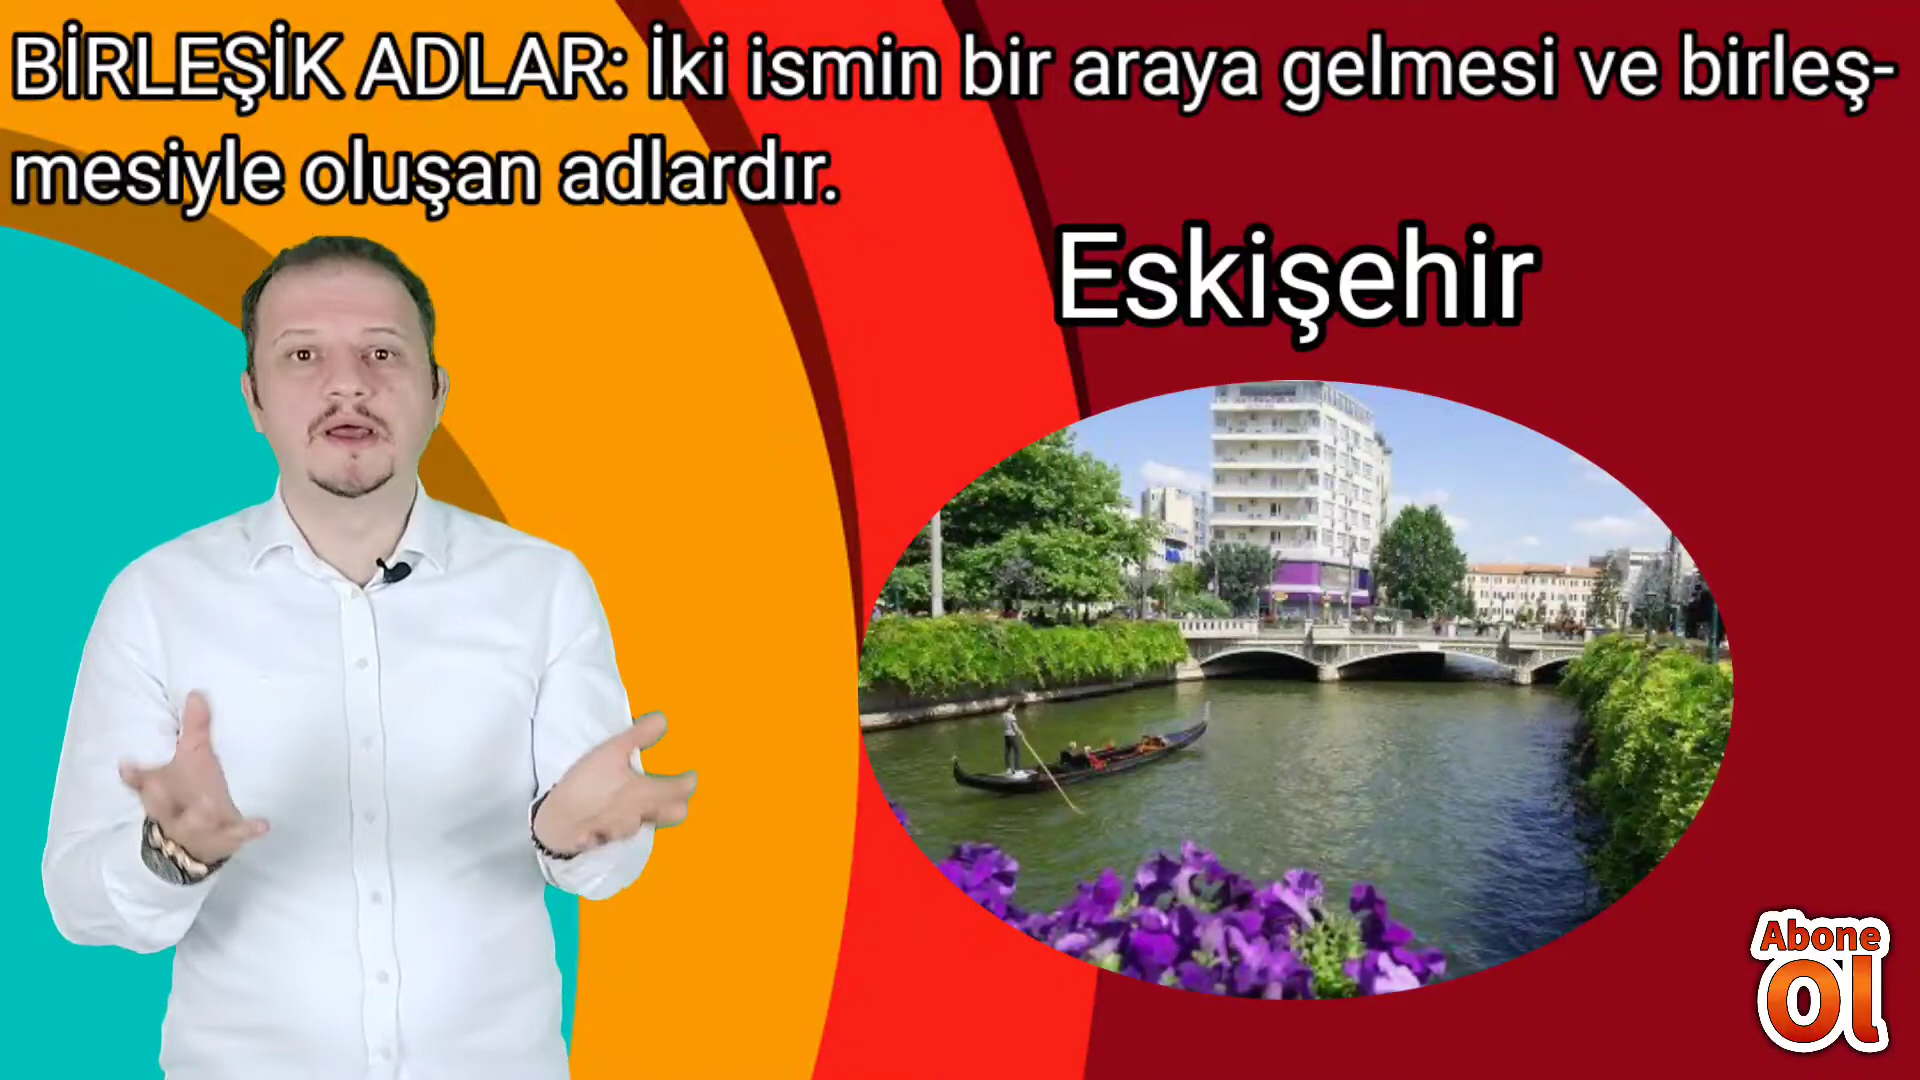 BİRLEŞİK ADLAR: İki ismin bir araya gelmesi ve birleş-
mesiyle oluşan adlardır.
Eskişehir
Abone
Ol